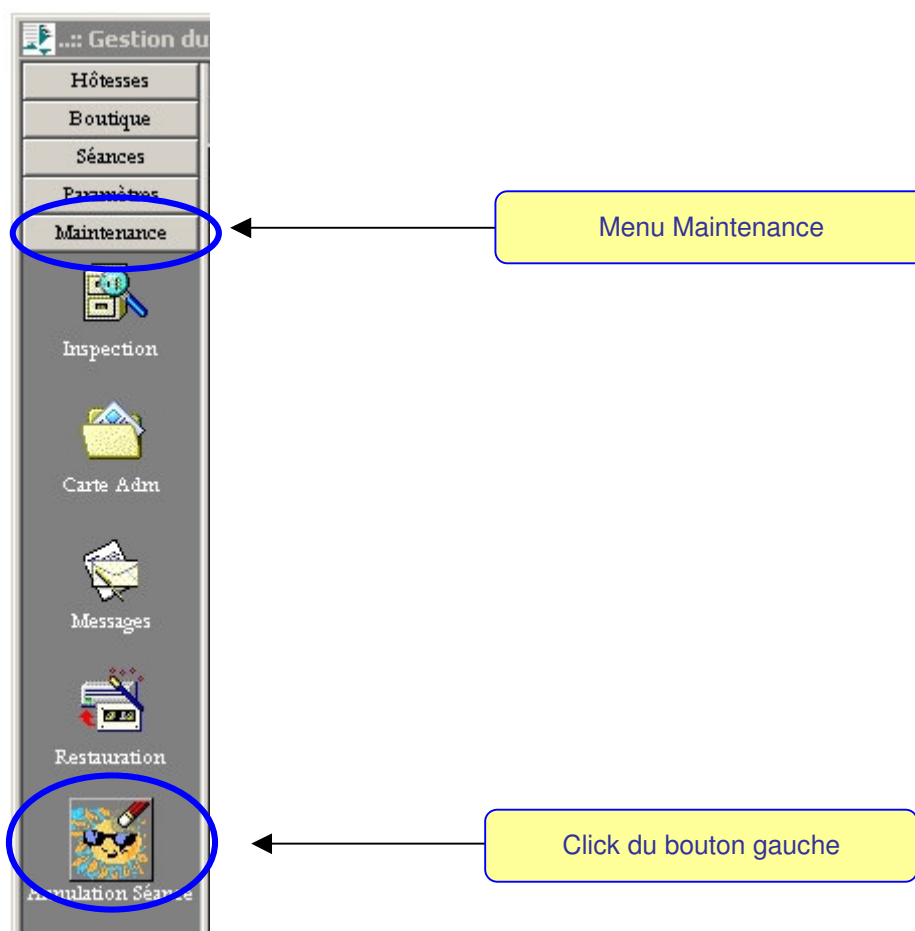 ..:: Gestion du
Hôtesses
Boutique
Séances
Paramètres
Maintenance
Menu Maintenance
Inspection
Carte Adm
Messages
Restauration
Click du bouton gauche
Annulation Séance